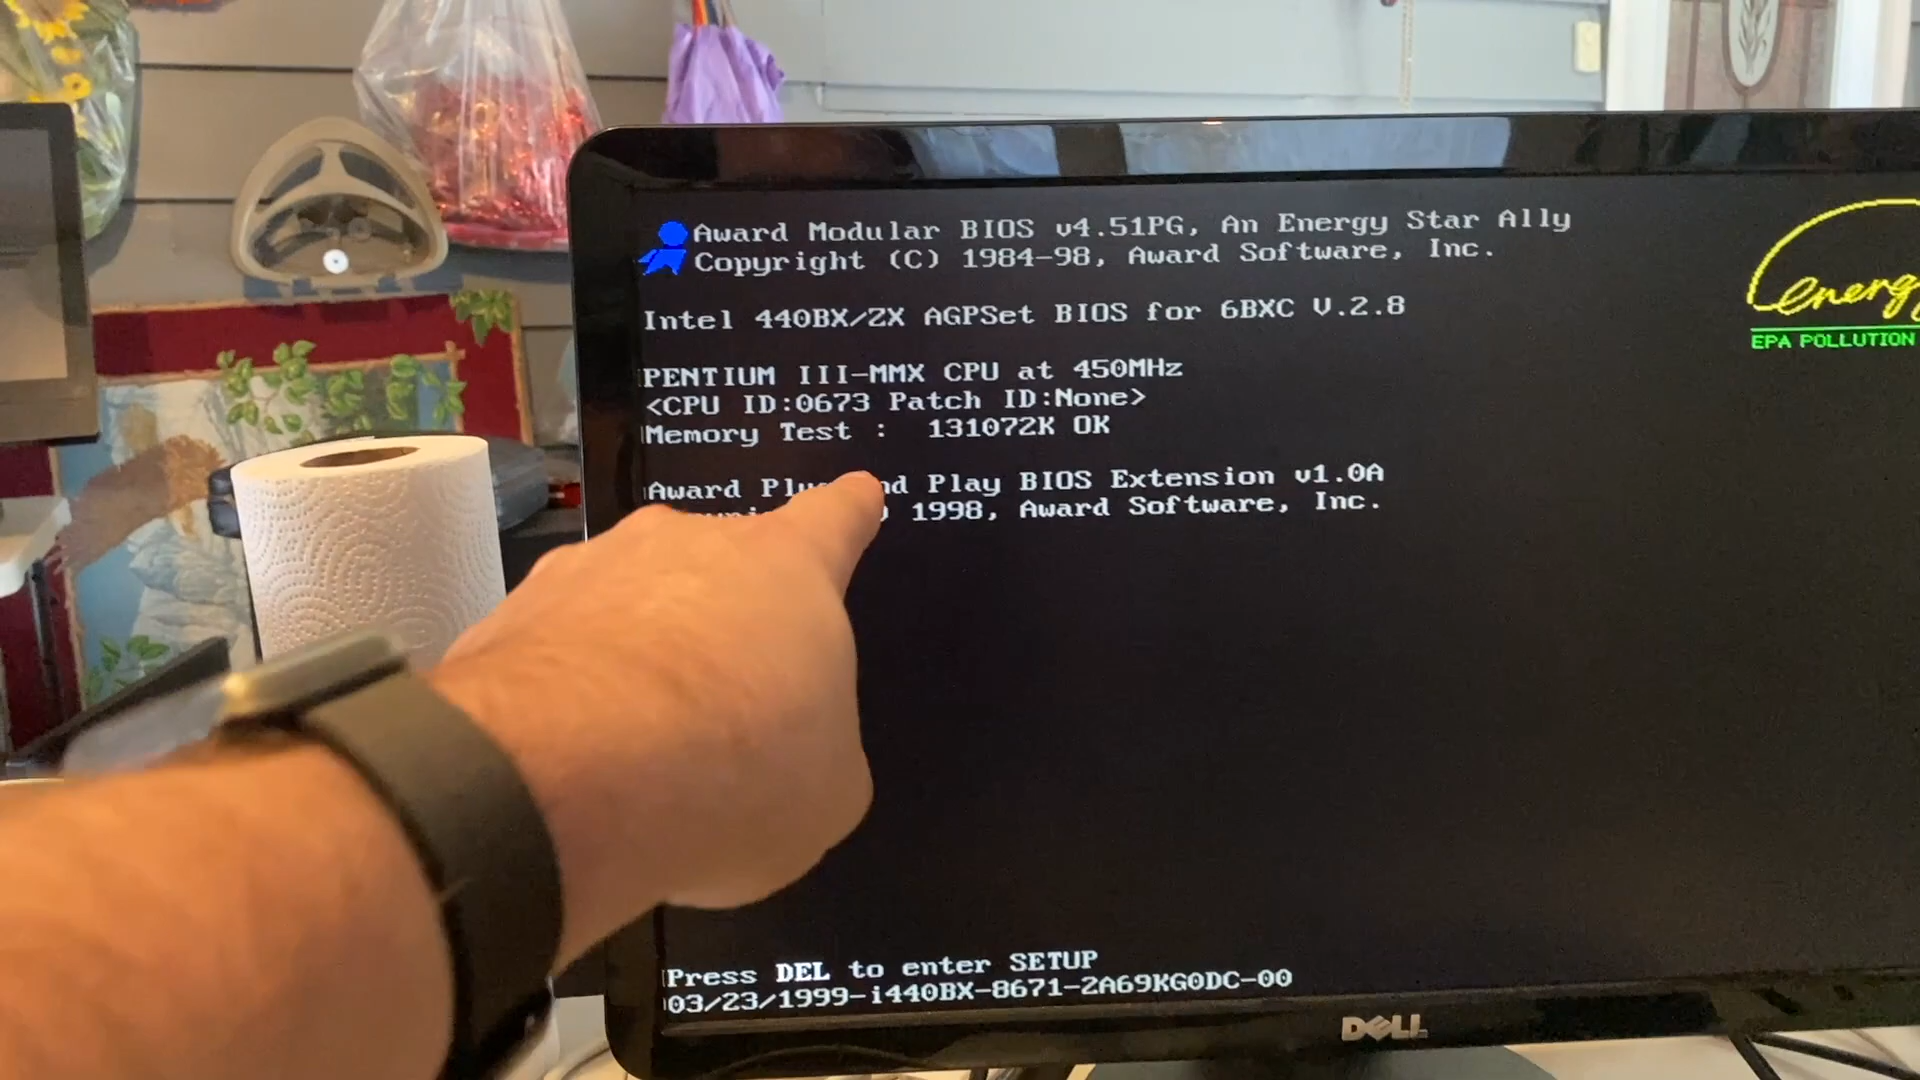 Award Modular BIOS v4.51PG, An Energy Star Ally
Copyright (C) 1984-98, Award Software, Inc.
energy
EPA POLLUTION
Intel 440BX/ZX AGPSet BIOS for 6BXC V.2.8
PENTIUM III-MMX CPU at 450MHz
<CPU ID:0673 Patch ID:None>
Memory Test : 131072K OK
Award Play BIOS Extension v1.0A
1998, Award Software, Inc.
Press DEL to enter SETUP
03/23/1999-i440BX-8671-2A69KG0DC-00
DELL